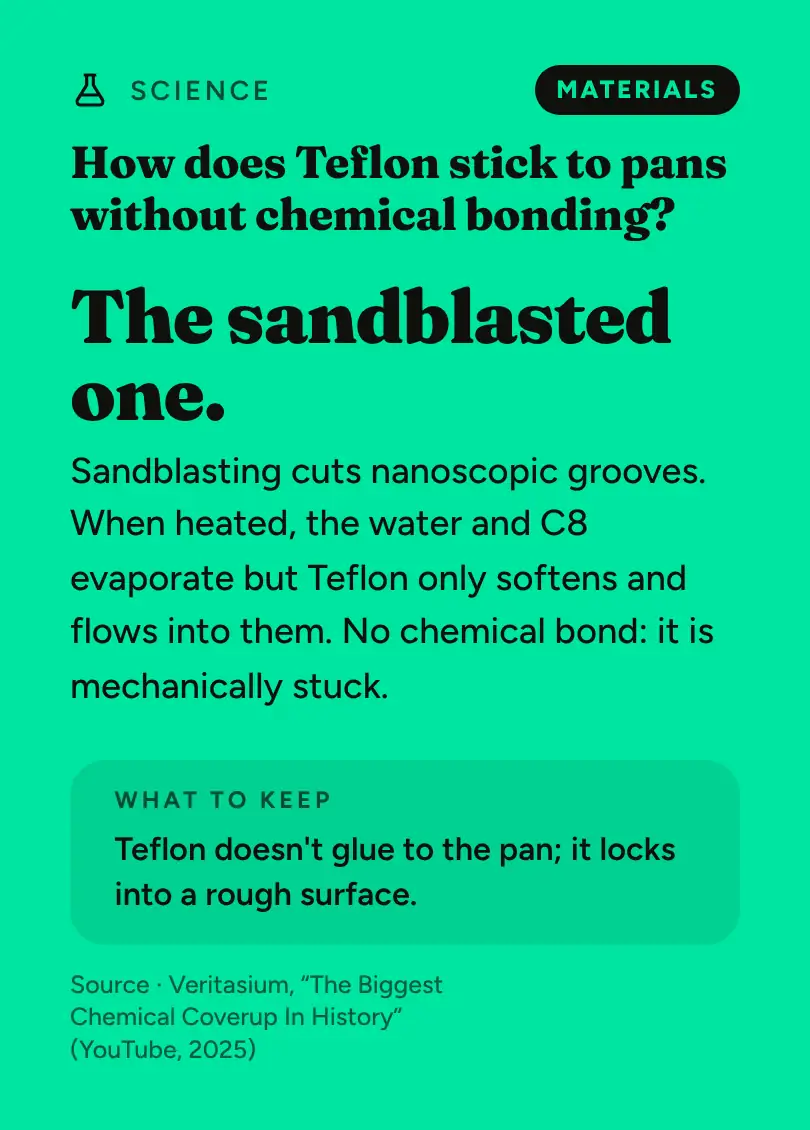 SCIENCE
MATERIALS
How does Teflon stick to pans
without chemical bonding?
The sandblasted
one.
Sandblasting cuts nanoscopic grooves.
When heated, the water and C8
evaporate but Teflon only softens and
flows into them. No chemical bond: it is
mechanically stuck.
WHAT TO KEEP
Teflon doesn't glue to the pan; it locks
into a rough surface.
Source · Veritasium, “The Biggest
Chemical Coverup In History”
(YouTube, 2025)